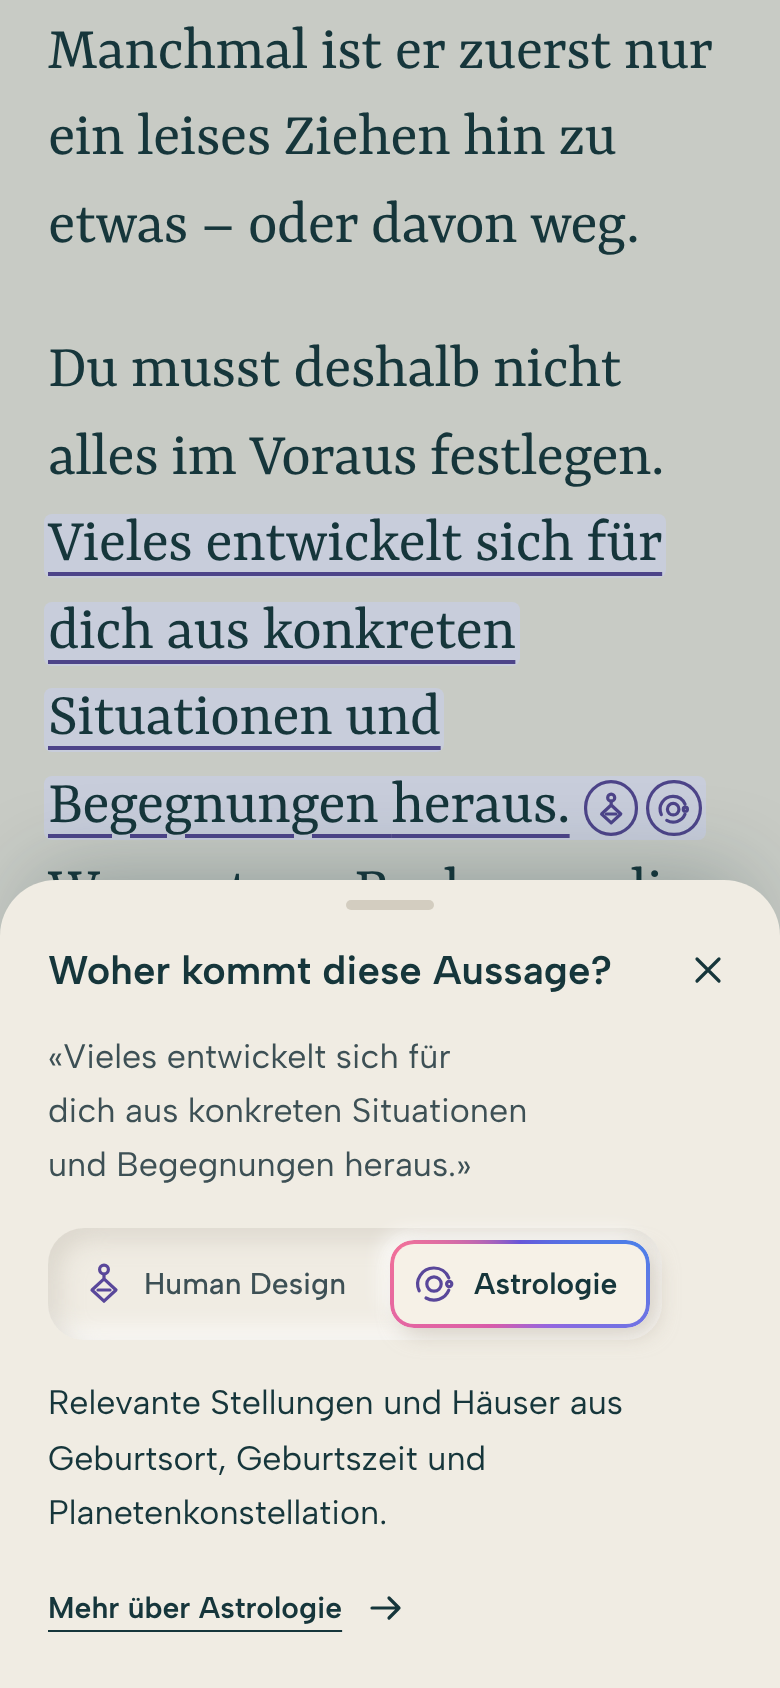 Manchmal ist er zuerst nur
ein leises Ziehen hin zu
etwas – oder davon weg.
Du musst deshalb nicht
alles im Voraus festlegen.
Vieles entwickelt sich für
dich aus konkreten
Situationen und
Begegnungen heraus.
Woher kommt diese Aussage?
«Vieles entwickelt sich für
dich aus konkreten Situationen
und Begegnungen heraus.»
Human Design
Astrologie
Relevante Stellungen und Häuser aus
Geburtsort, Geburtszeit und
Planetenkonstellation.
Mehr über Astrologie